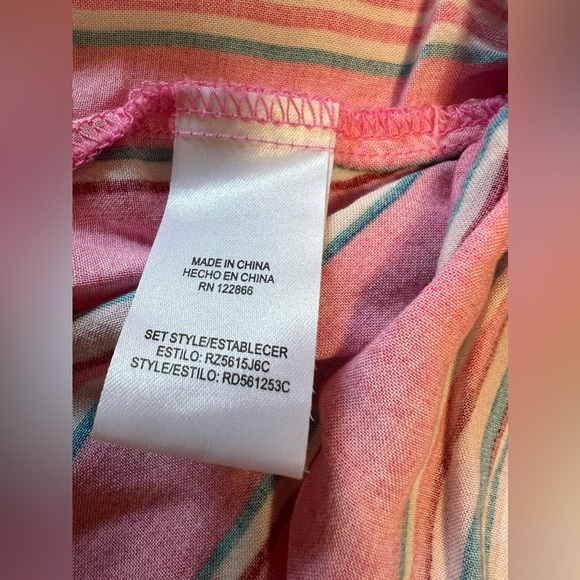 MADE IN CHINA
HECHO EN CHINA
RN 122866
SET STYLE/ESTABLECER
ESTILO: RZ5615J6C
STYLE/ESTILO: RD561253C